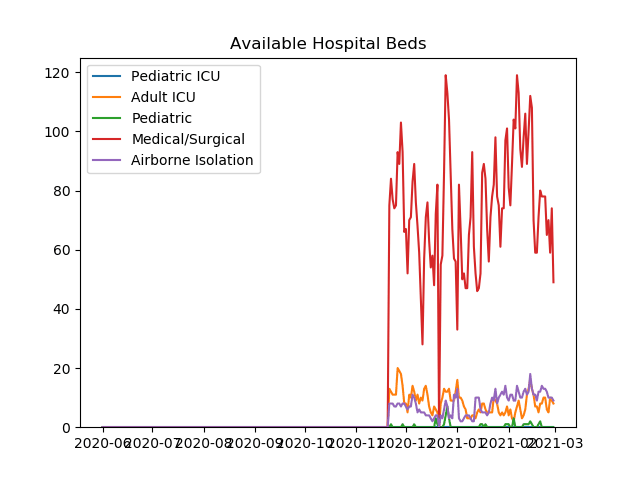 Available Hospital Beds
120
100
80
60
40
20
0
Pediatric ICU
Adult ICU
Pediatric
Medical/Surgical
Airborne Isolation
2020-06 2020-07 2020-08 2020-09 2020-10 2020-11 2020-12 2021-01 2021-02 2021-03